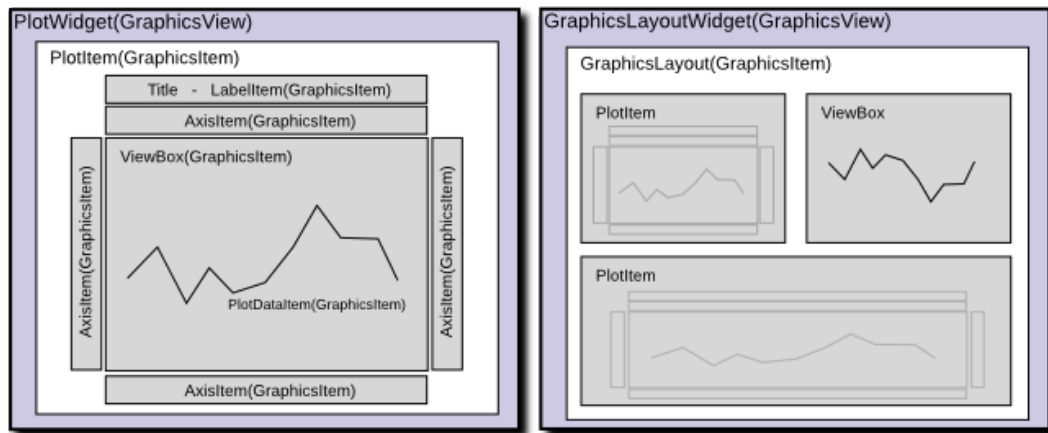 PlotWidget(GraphicsView)
PlotItem(GraphicsItem)
Title - LabelItem(GraphicsItem)
AxisItem(GraphicsItem)
AxisItem(GraphicsItem)
ViewBox(GraphicsItem)
PlotDataItem(GraphicsItem)
AxisItem(GraphicsItem)
AxisItem(GraphicsItem)
GraphicsLayoutWidget(GraphicsView)
GraphicsLayout(GraphicsItem)
PlotItem
ViewBox
PlotItem